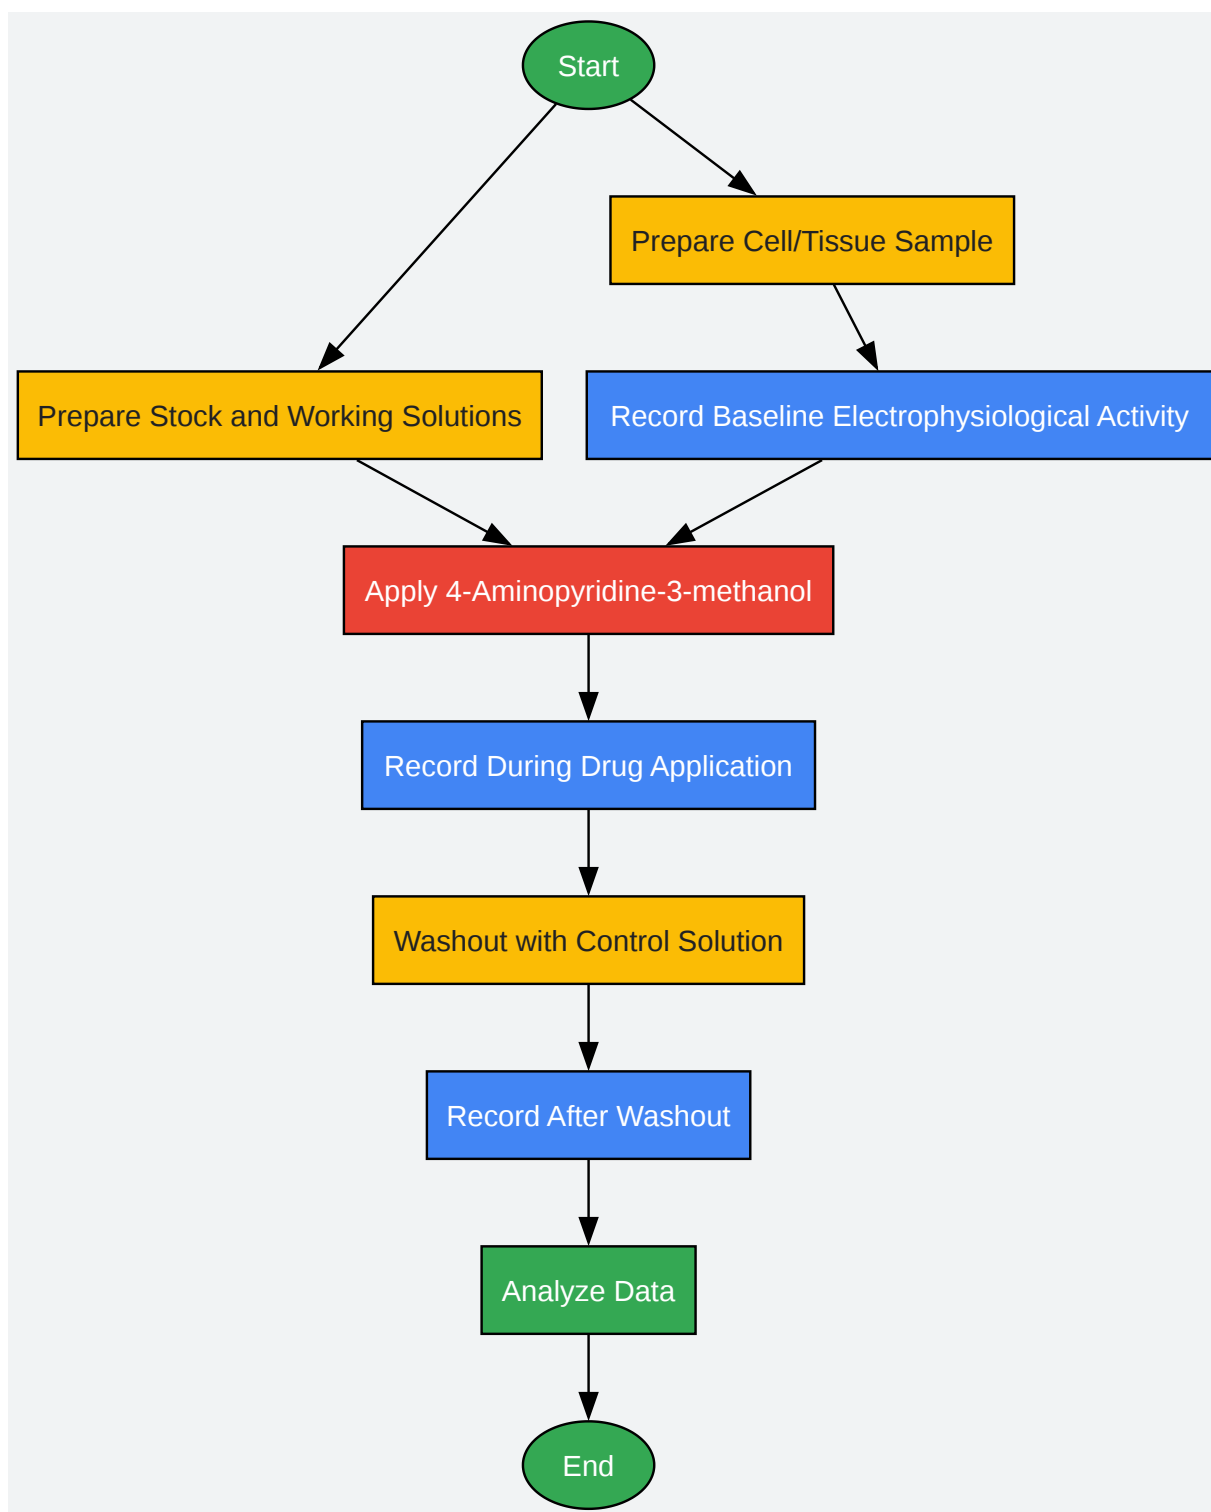 Start
Prepare Cell/Tissue Sample
Prepare Stock and Working Solutions
Record Baseline Electrophysiological Activity
Apply 4-Aminopyridine-3-methanol
Record During Drug Application
Washout with Control Solution
Record After Washout
Analyze Data
End